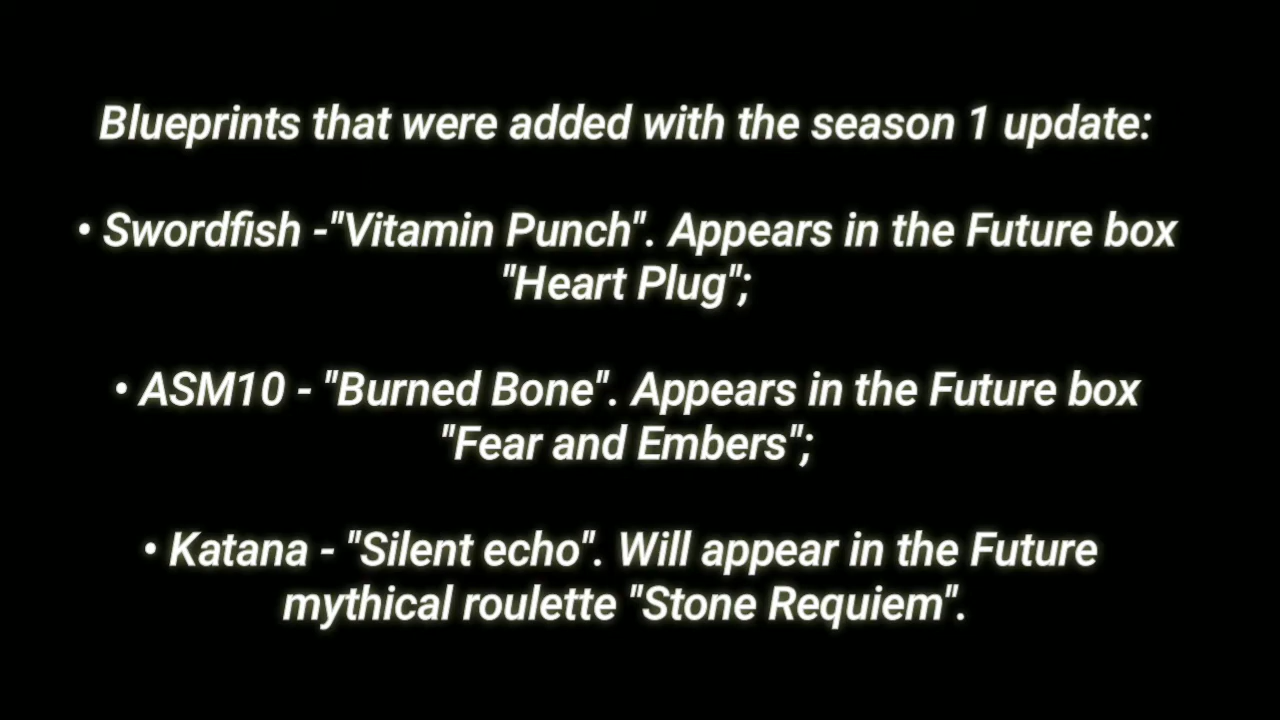 Blueprints that were added with the season 1 update:
• Swordfish -"Vitamin Punch". Appears in the Future box
"Heart Plug";
• ASM10 - "Burned Bone". Appears in the Future box
"Fear and Embers";
• Katana - "Silent echo". Will appear in the Future
mythical roulette "Stone Requiem".